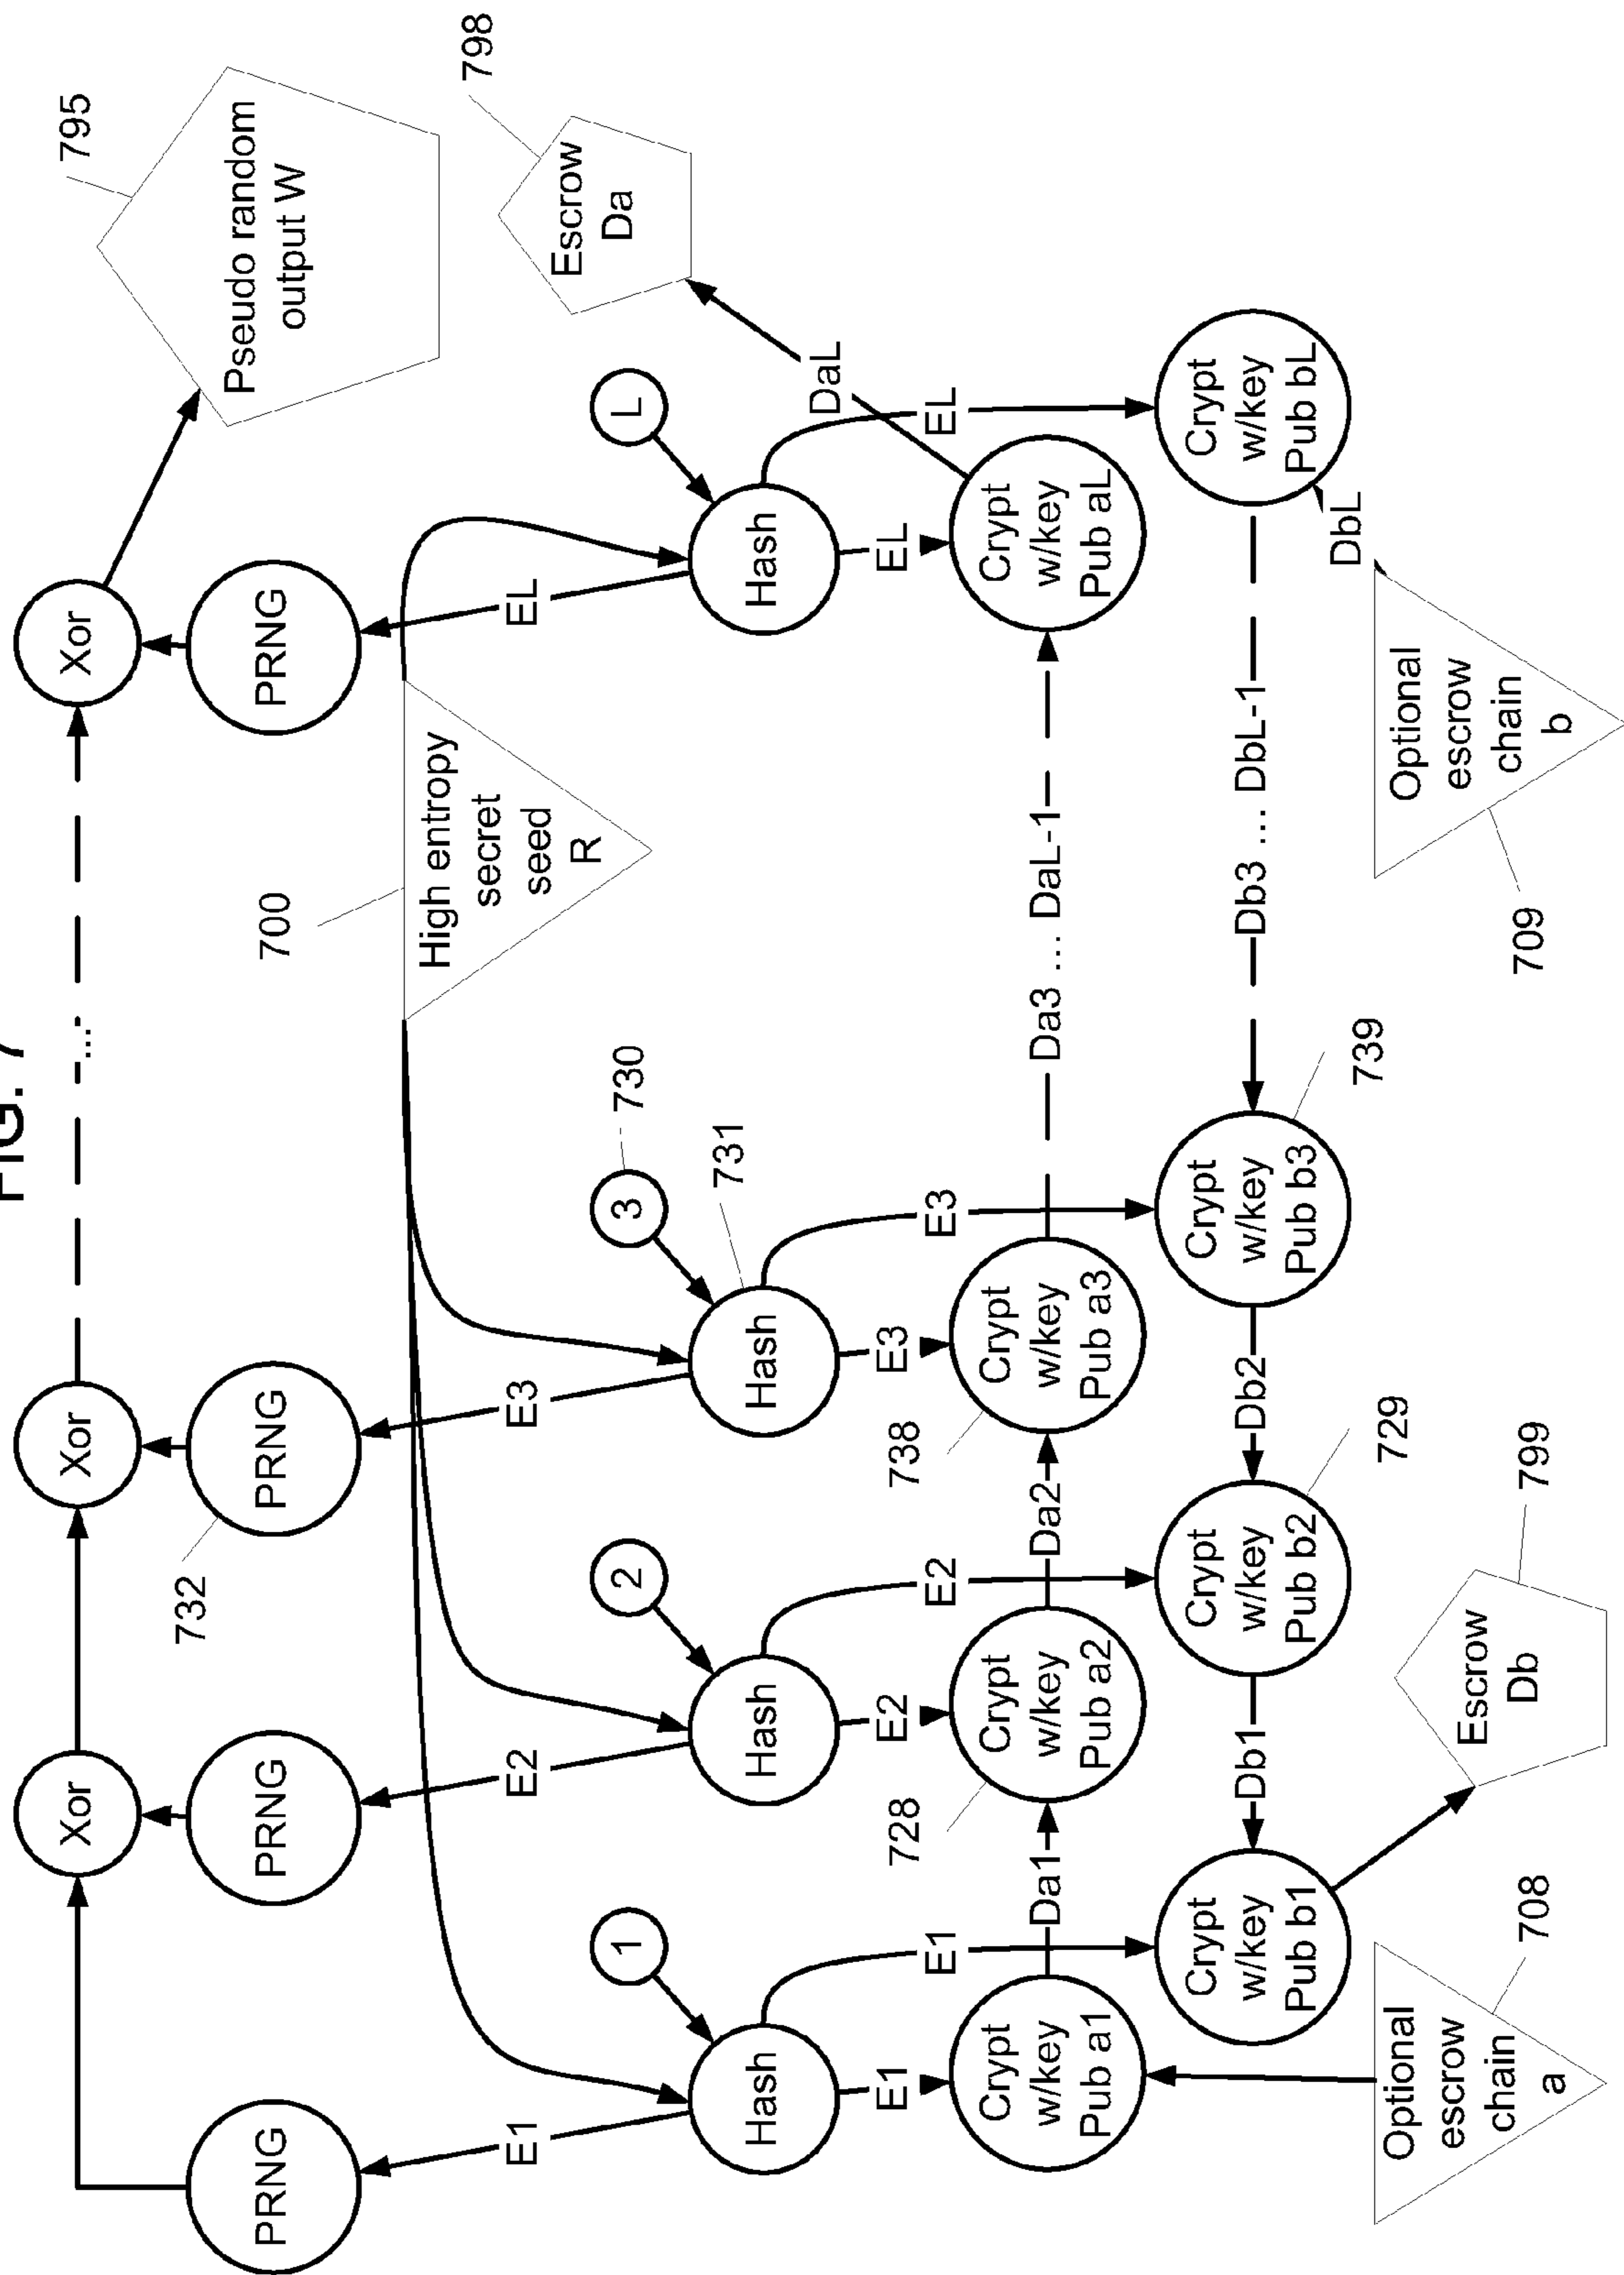 FIG. 7
Xor
Xor
...
Xor
795
PRNG
PRNG
732
PRNG
PRNG
Pseudo random
output W
700
High entropy
secret
seed
R
E1
E2
E3
EL
798
Escrow
Da
1
2
3
730
L
Hash
Hash
Hash
731
Hash
DaL
E1
E1
E2
E2
E3
E3
EL
EL
728
738
Crypt
w/key
Pub a1
Da1
Crypt
w/key
Pub a2
Da2
Crypt
w/key
Pub a3
Da3 ... DaL-1
Crypt
w/key
Pub aL
Crypt
w/key
Pub b1
Db1
Crypt
w/key
Pub b2
Db2
Crypt
w/key
Pub b3
Db3 ... DbL-1
Crypt
w/key
Pub bL
729
739
DbL
Optional
escrow
chain
a
708
Escrow
Db
799
709
Optional
escrow
chain
b